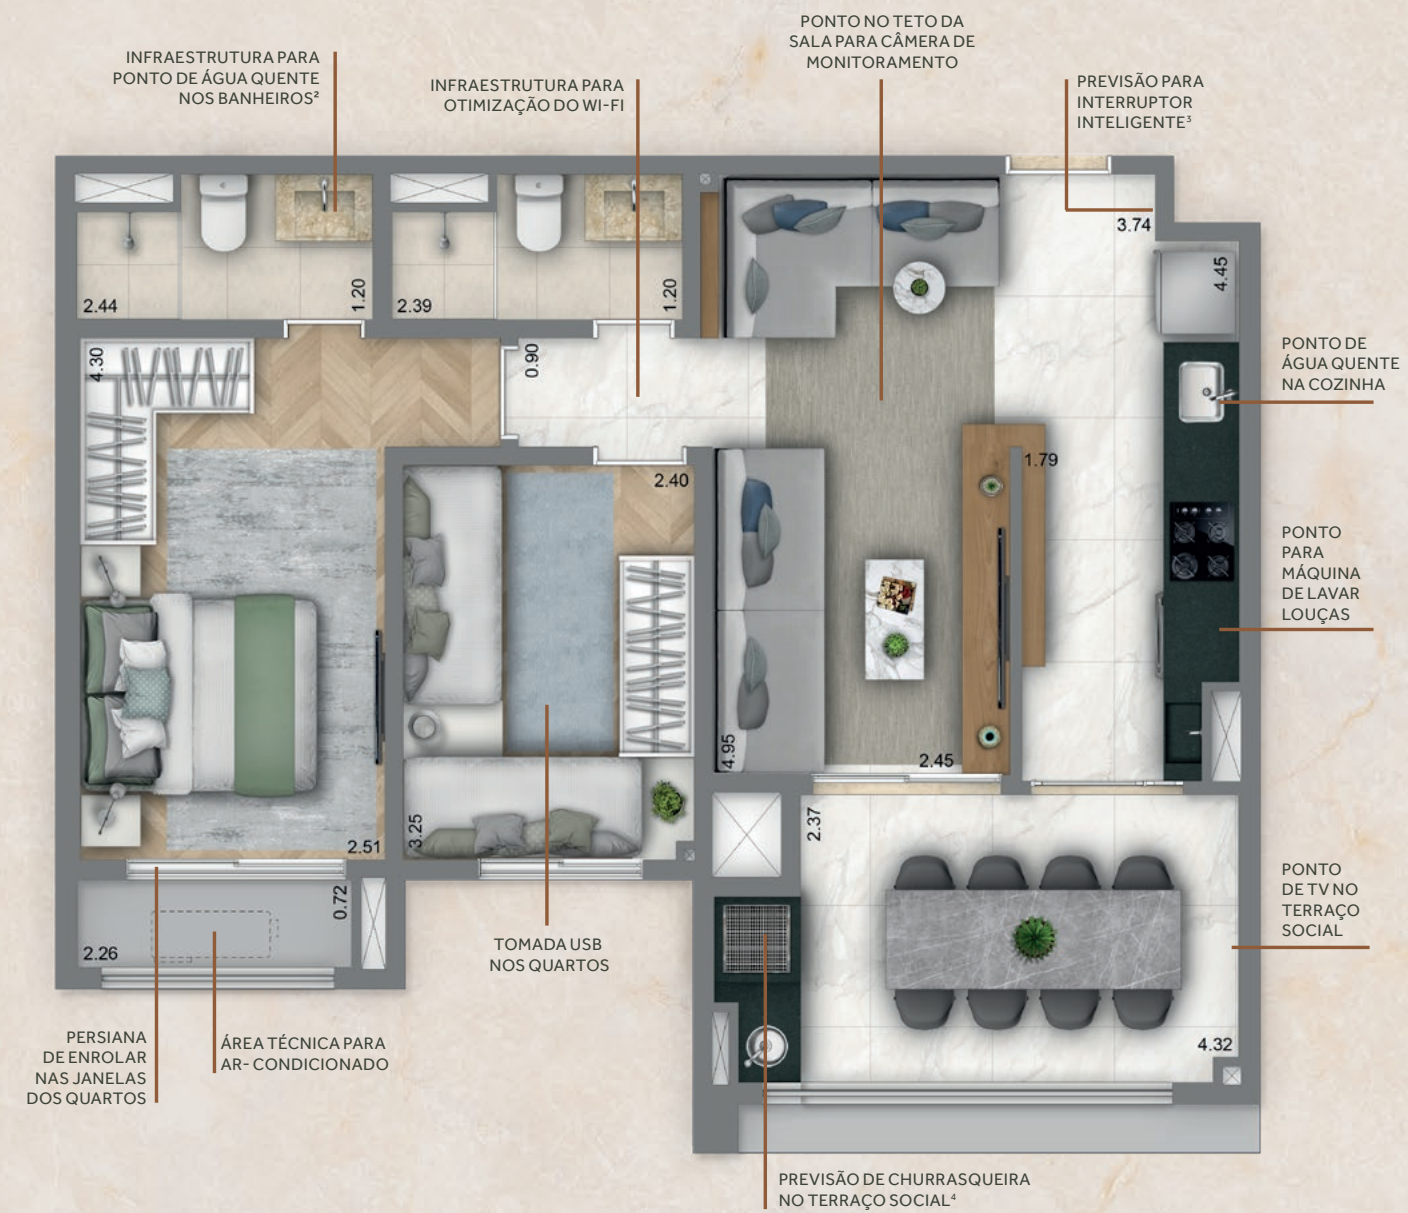 PONTO NO TETO DA
SALA PARA CÂMERA DE
MONITORAMENTO
INFRAESTRUTURA PARA
PONTO DE ÁGUA QUENTE
NOS BANHEIROS²
INFRAESTRUTURA PARA
OTIMIZAÇÃO DO WI-FI
PREVISÃO PARA
INTERRUPTOR
INTELIGENTE³
3.74
4.45
2.44
1.20
2.39
1.20
4.30
0.90
PONTO DE
ÁGUA QUENTE
NA COZINHA
2.40
1.79
PONTO
PARA
MÁQUINA
DE LAVAR
LOUÇAS
4.95
2.45
3.25
2.51
2.37
0.72
2.26
PONTO
DE TV NO
TERRAÇO
SOCIAL
TOMADA USB
NOS QUARTOS
4.32
PERSIANA
DE ENROLAR
NAS JANELAS
DOS QUARTOS
ÁREA TÉCNICA PARA
AR- CONDICIONADO
PREVISÃO DE CHURRASQUEIRA
NO TERRAÇO SOCIAL⁴